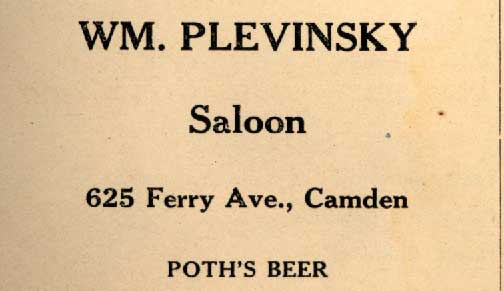 WM. PLEVINSKY
Saloon
625 Ferry Ave., Camden
POTH'S BEER